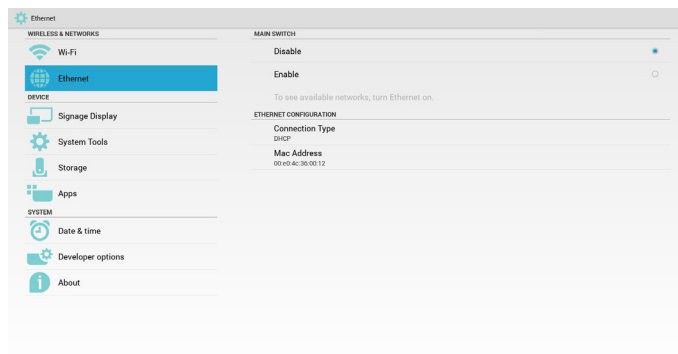 Ethernet
WIRELESS & NETWORKS
Wi-Fi
Ethernet
DEVICE
Signage Display
System Tools
Storage
Apps
SYSTEM
Date & time
Developer options
About
MAIN SWITCH
Disable
Enable
To see available networks, turn Ethernet on.
ETHERNET CONFIGURATION
Connection Type
DHCP
Mac Address
00:e0:4c:36:00:12